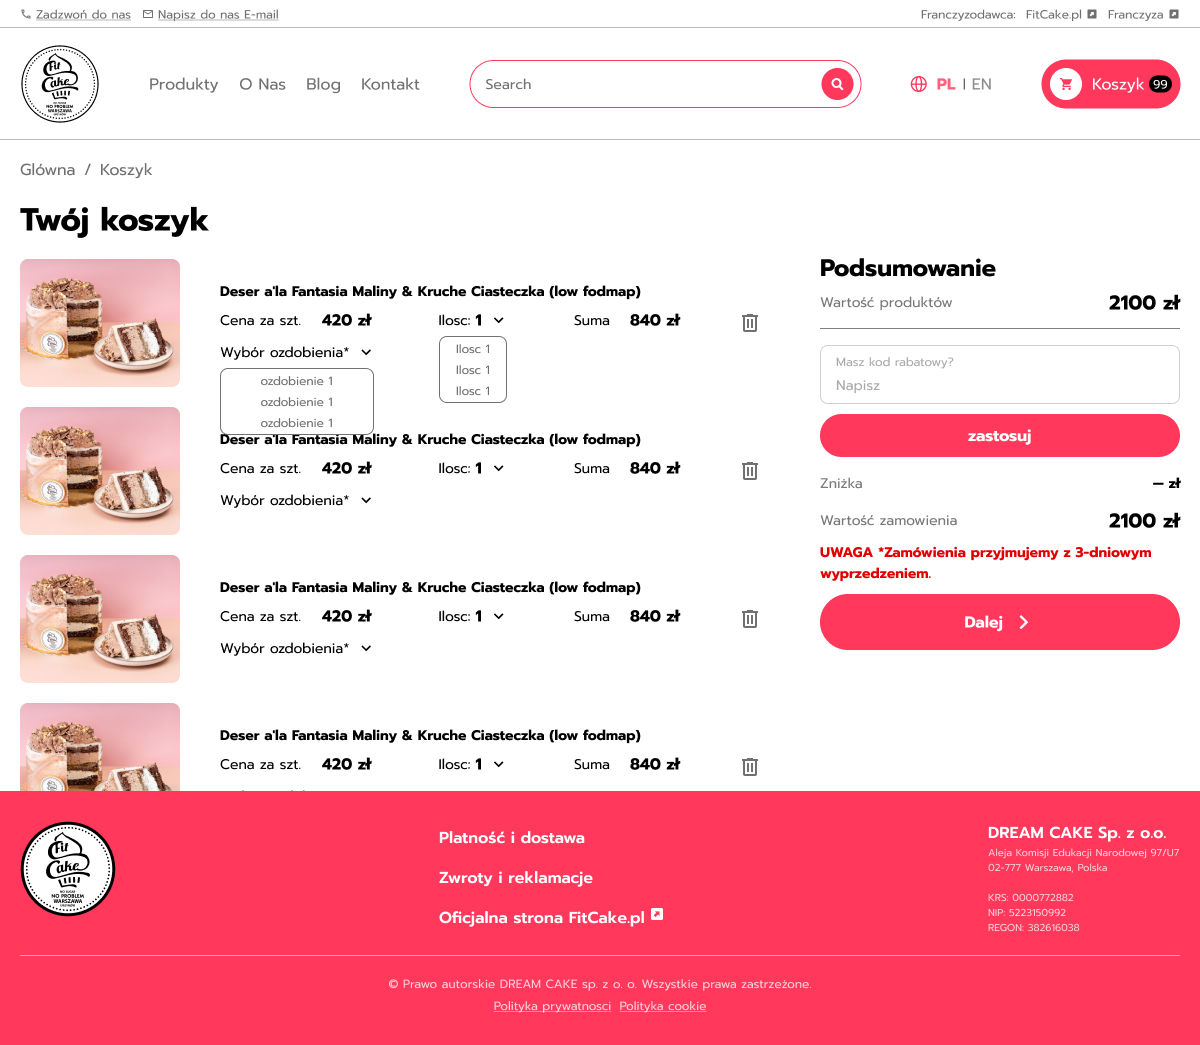 Zadzwoń do nas Napisz do nas E-mail Franczyzodawca: FitCake.pl Franczyza
Fit
Cake
NO SUGAR
NO PROBLEM
WARSZAWA
URSYNÓW
Produkty O Nas Blog Kontakt Search PL I EN Koszyk 99
Glówna / Koszyk
Twój koszyk
Deser a'la Fantasia Maliny & Kruche Ciasteczka (low fodmap)
Cena za szt. 420 zł Ilosc: 1 Suma 840 zł
Wybór ozdobienia*
Ilosc 1
Ilosc 1
Ilosc 1
ozdobienie 1
ozdobienie 1
ozdobienie 1
Deser a'la Fantasia Maliny & Kruche Ciasteczka (low fodmap)
Cena za szt. 420 zł Ilosc: 1 Suma 840 zł
Wybór ozdobienia*
Deser a'la Fantasia Maliny & Kruche Ciasteczka (low fodmap)
Cena za szt. 420 zł Ilosc: 1 Suma 840 zł
Wybór ozdobienia*
Deser a'la Fantasia Maliny & Kruche Ciasteczka (low fodmap)
Cena za szt. 420 zł Ilosc: 1 Suma 840 zł
Podsumowanie
Wartość produktów 2100 zł
Masz kod rabatowy?
Napisz
zastosuj
Zniżka — zł
Wartość zamowienia 2100 zł
UWAGA *Zamówienia przyjmujemy z 3-dniowym
wyprzedzeniem.
Dalej
Fit
Cake
NO SUGAR
NO PROBLEM
WARSZAWA
URSYNÓW
Platność i dostawa
Zwroty i reklamacje
Oficjalna strona FitCake.pl
DREAM CAKE Sp. z o.o.
Aleja Komisji Edukacji Narodowej 97/U7
02-777 Warszawa, Polska
KRS: 0000772882
NIP: 5223150992
REGON: 382616038
© Prawo autorskie DREAM CAKE sp. z o. o. Wszystkie prawa zastrzeżone.
Polityka prywatnosci Polityka cookie